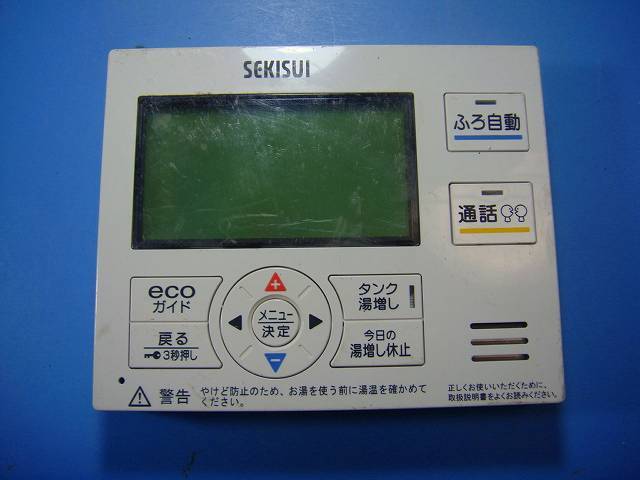 SEKISUI
ふろ自動
通話
eco
ガイド
タンク
湯増し
メニュー
決定
戻る
3秒押し
今日の
湯増し休止
警告
やけど防止のため、お湯を使う前に湯温を確かめて
ください。
正しくお使いいただくために、
取扱説明書をよくお読みください。